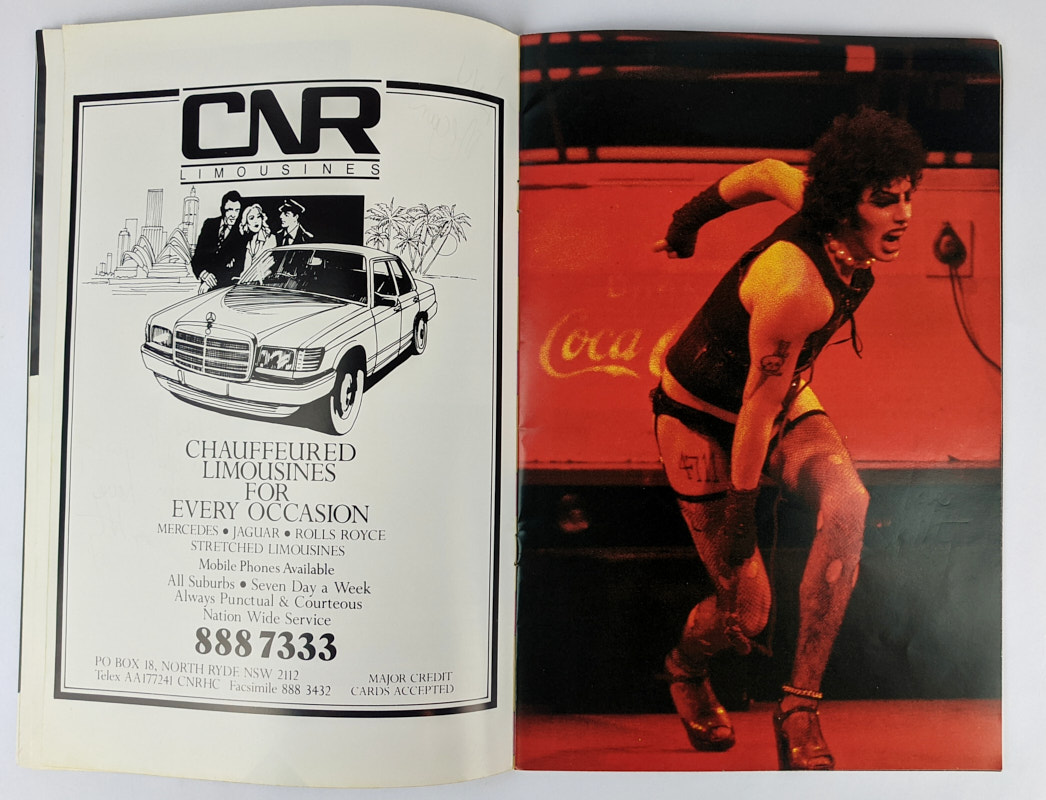 CNR
LIMOUSINES
CHAUFFEURED
LIMOUSINES
FOR
EVERY OCCASION
MERCEDES • JAGUAR • ROLLS ROYCE
STRETCHED LIMOUSINES
Mobile Phones Available
All Suburbs • Seven Day a Week
Always Punctual & Courteous
Nation Wide Service
888 7333
PO BOX 18, NORTH RYDE NSW 2112
Telex AA177241 CNRHC Facsimile 888 3432
MAJOR CREDIT
CARDS ACCEPTED
Coca
4711